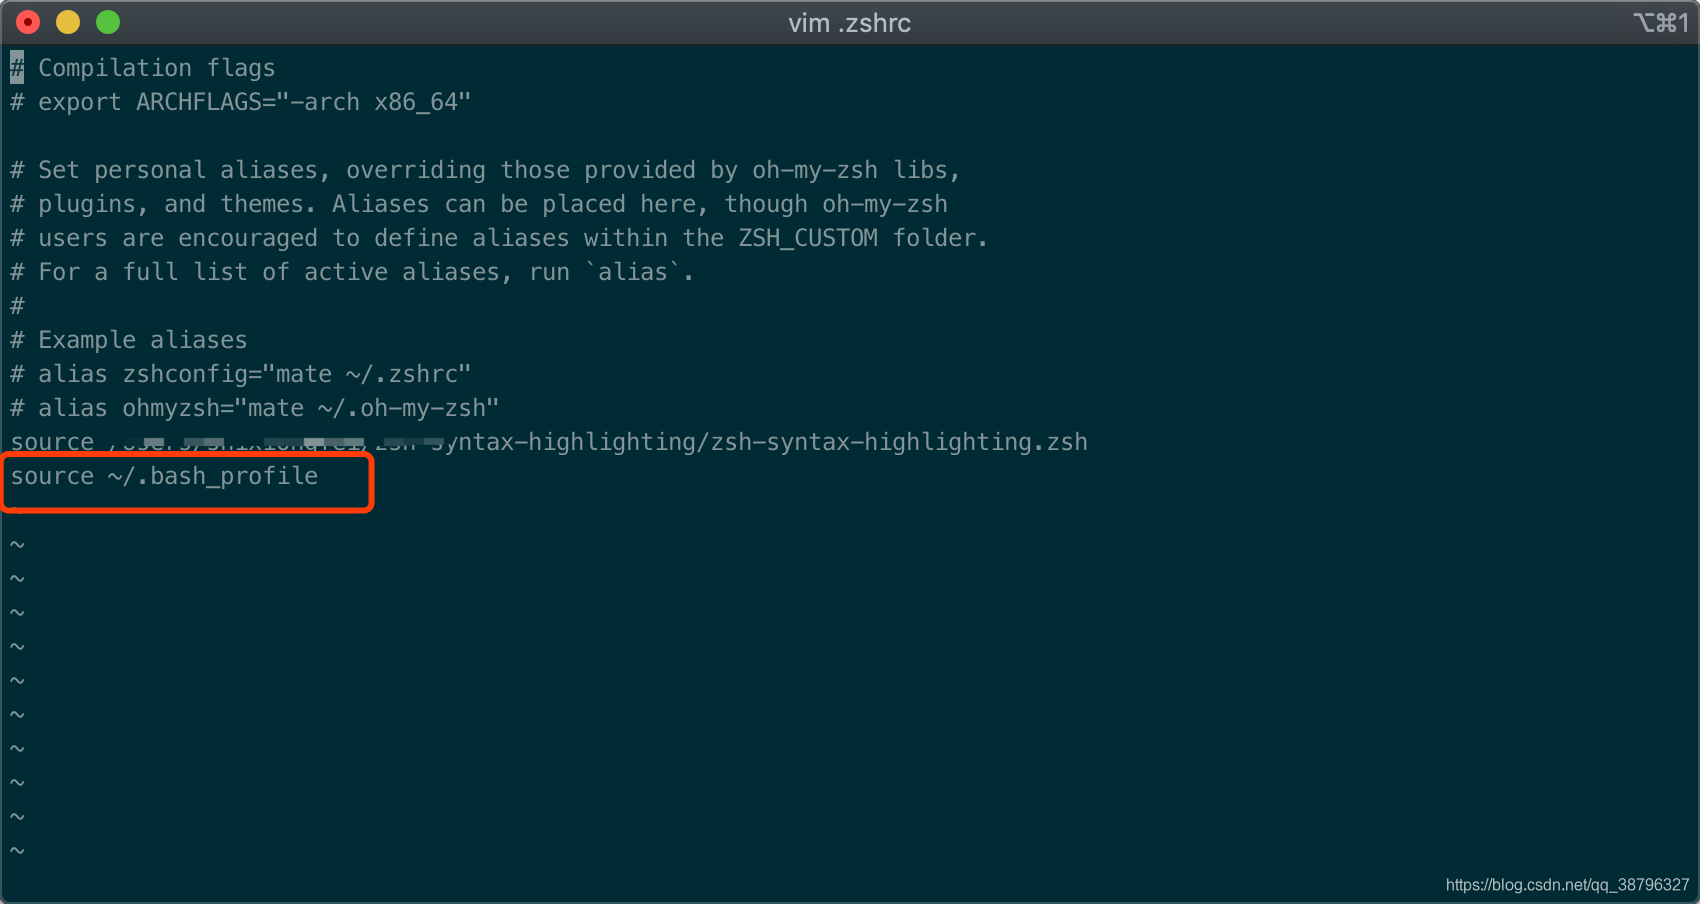 vim .zshrc
⌥⌘1
# Compilation flags
# export ARCHFLAGS="-arch x86_64"
# Set personal aliases, overriding those provided by oh-my-zsh libs,
# plugins, and themes. Aliases can be placed here, though oh-my-zsh
# users are encouraged to define aliases within the ZSH_CUSTOM folder.
# For a full list of active aliases, run `alias`.
#
# Example aliases
# alias zshconfig="mate ~/.zshrc"
# alias ohmyzsh="mate ~/.oh-my-zsh"
source syntax-highlighting/zsh-syntax-highlighting.zsh
source ~/.bash_profile
~
~
~
~
~
~
~
~
~
~
~
https://blog.csdn.net/qq_38796327